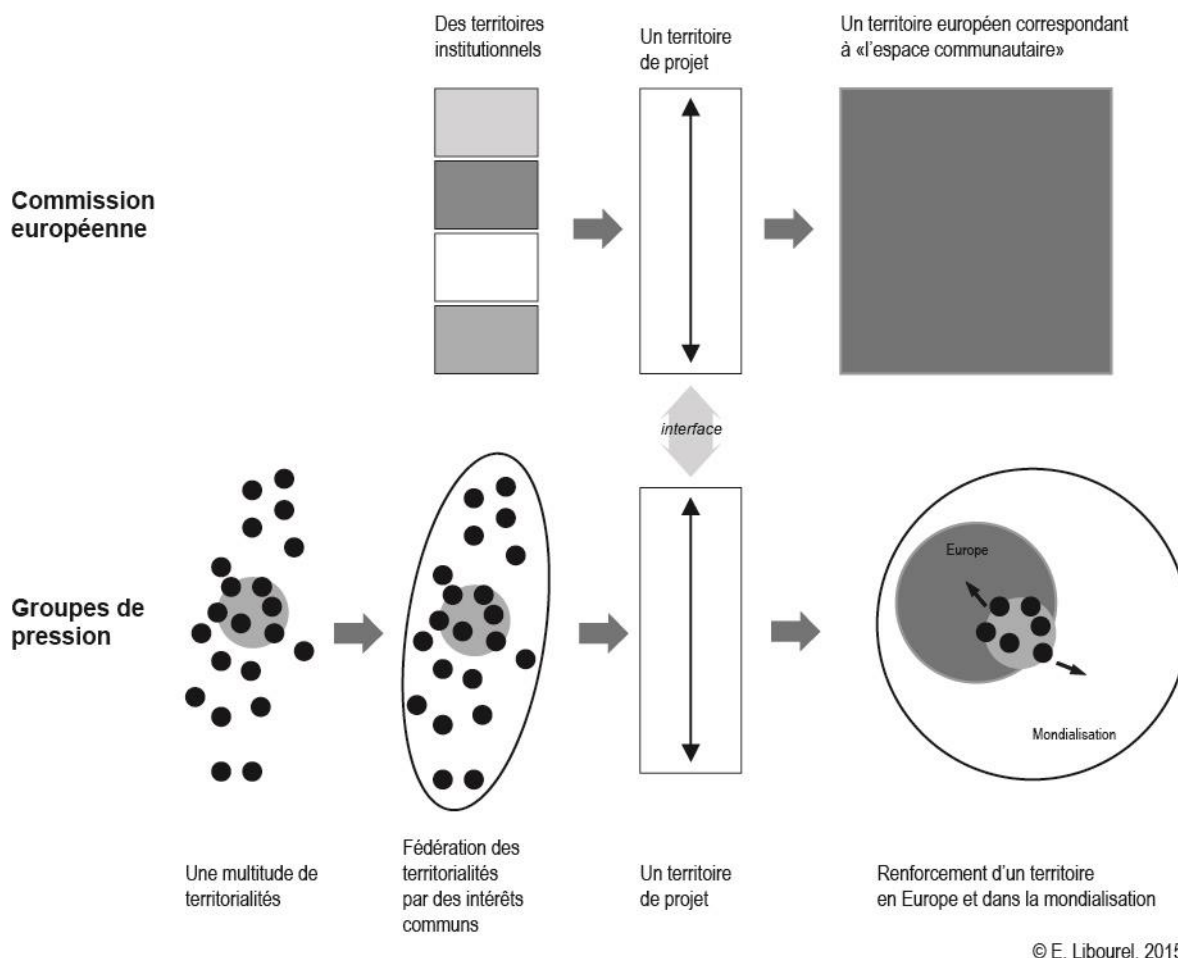 Des territoires
institutionnels
Un territoire
de projet
Un territoire européen correspondant
à «l'espace communautaire»
Commission
européenne
interface
Groupes de
pression
Europe
Mondialisation
Une multitude de
territorialités
Fédération des
territorialités
par des intérêts
communs
Un territoire
de projet
Renforcement d'un territoire
en Europe et dans la mondialisation
© E. Libourel, 2015